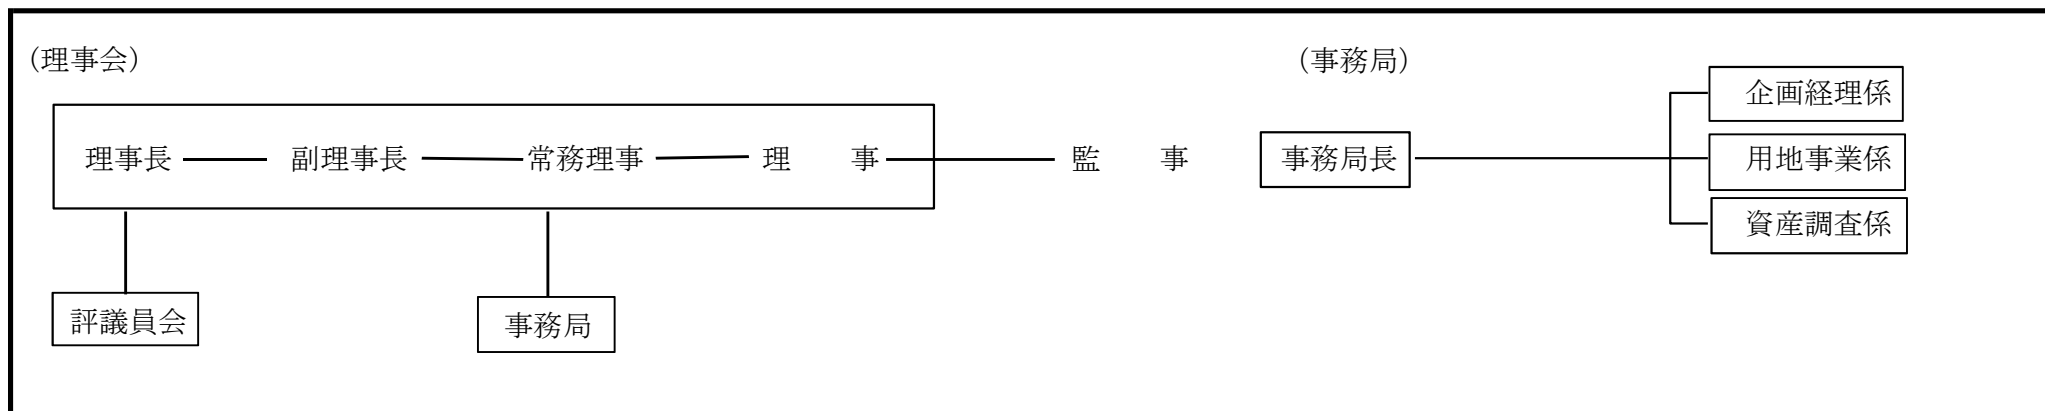 （理事会）
（事務局）
企画経理係
理事長 副理事長 常務理事 理　事 監　事 事務局長 用地事業係
資産調査係
評議員会 事務局